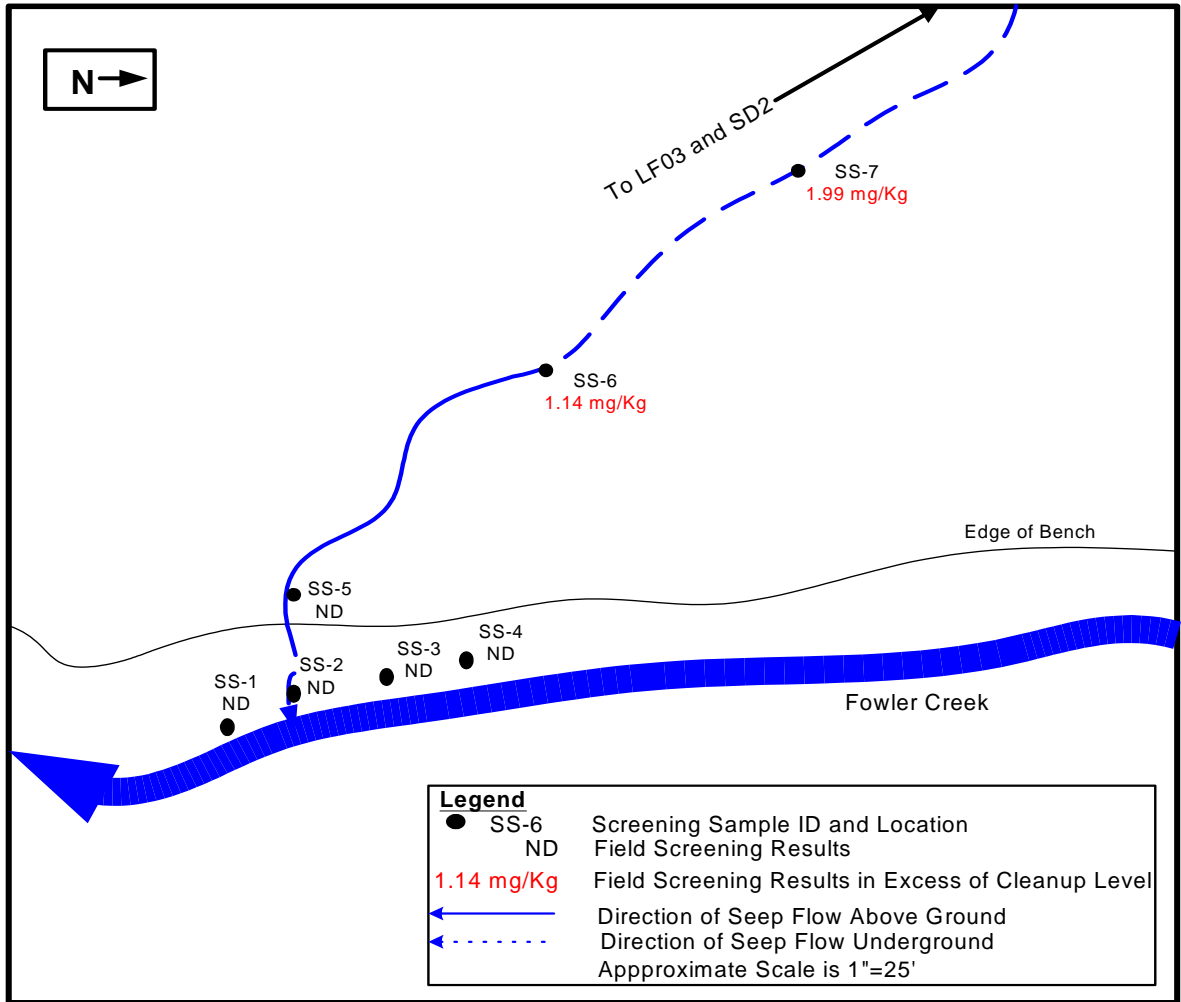 N
To LF03 and SD2
SS-7
1.99 mg/Kg
SS-6
1.14 mg/Kg
Edge of Bench
SS-5
ND
SS-4
ND
SS-3
ND
SS-2
ND
SS-1
ND
Fowler Creek
Legend
SS-6 Screening Sample ID and Location
ND Field Screening Results
1.14 mg/Kg Field Screening Results in Excess of Cleanup Level
Direction of Seep Flow Above Ground
Direction of Seep Flow Underground
Appproximate Scale is 1"=25'